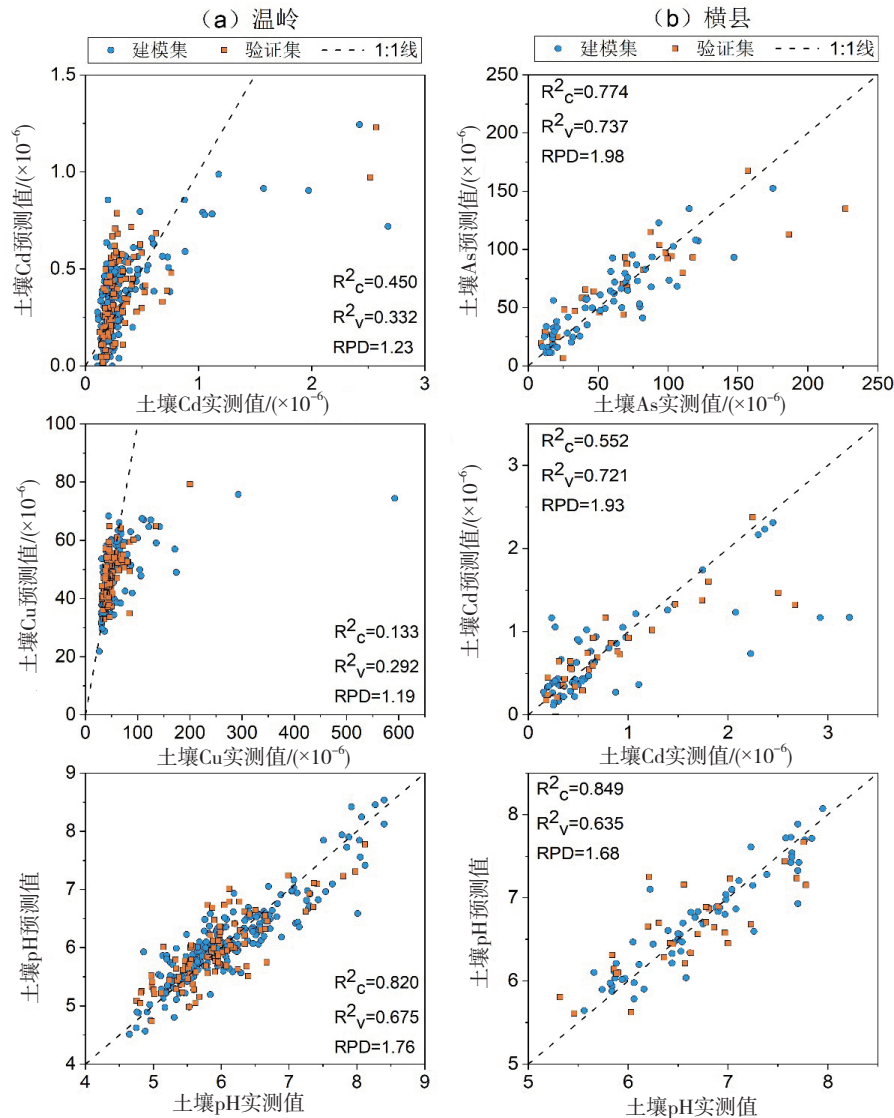 （a）温岭
建模集 验证集 1:1线
1.5
1.0
0.5
0.0
土壤Cd预测值/(×10⁻⁶)
R²c=0.450
R²v=0.332
RPD=1.23
0 1 2 3
土壤Cd实测值/(×10⁻⁶)
100
80
60
40
20
0
土壤Cu预测值/(×10⁻⁶)
R²c=0.133
R²v=0.292
RPD=1.19
0 100 200 300 400 500 600
土壤Cu实测值/(×10⁻⁶)
9
8
7
6
5
4
土壤pH预测值
R²c=0.820
R²v=0.675
RPD=1.76
4 5 6 7 8 9
土壤pH实测值
（b）横县
建模集 验证集 1:1线
250
200
150
100
50
0
土壤As预测值/(×10⁻⁶)
R²c=0.774
R²v=0.737
RPD=1.98
0 50 100 150 200 250
土壤As实测值/(×10⁻⁶)
3
2
1
0
土壤Cd预测值/(×10⁻⁶)
R²c=0.552
R²v=0.721
RPD=1.93
0 1 2 3
土壤Cd实测值/(×10⁻⁶)
8
7
6
5
土壤pH预测值
R²c=0.849
R²v=0.635
RPD=1.68
5 6 7 8
土壤pH实测值